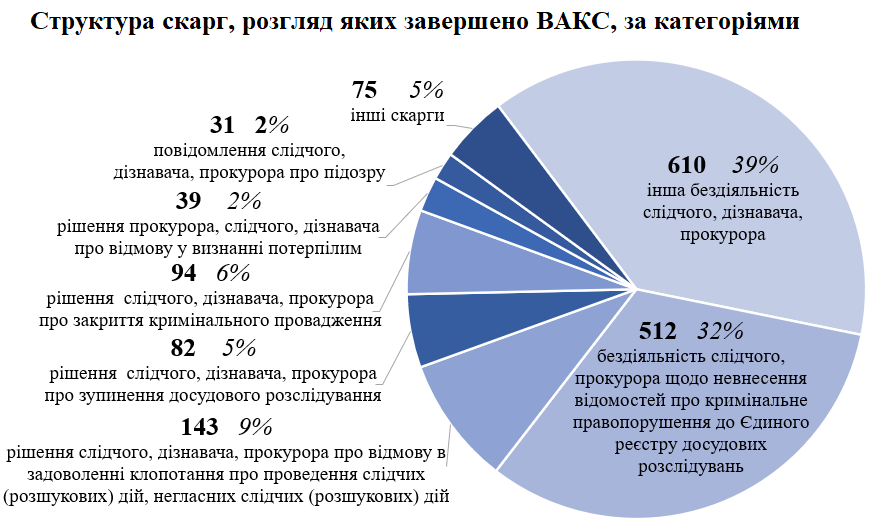 Структура скарг, розгляд яких завершено ВАКС, за категоріями
75 5%
інші скарги
31 2%
повідомлення слідчого,
дізнавача, прокурора про підозру
39 2%
рішення прокурора, слідчого, дізнавача
про відмову у визнанні потерпілим
94 6%
рішення слідчого, дізнавача, прокурора
про закриття кримінального провадження
82 5%
рішення слідчого, дізнавача, прокурора
про зупинення досудового розслідування
143 9%
рішення слідчого, дізнавача, прокурора про відмову в
задоволенні клопотання про проведення слідчих
(розшукових) дій, негласних слідчих (розшукових) дій
610 39%
інша бездіяльність
слідчого, дізнавача,
прокурора
512 32%
бездіяльність слідчого,
прокурора щодо невнесення
відомостей про кримінальне
правопорушення до Єдиного
реєстру досудових
розслідувань